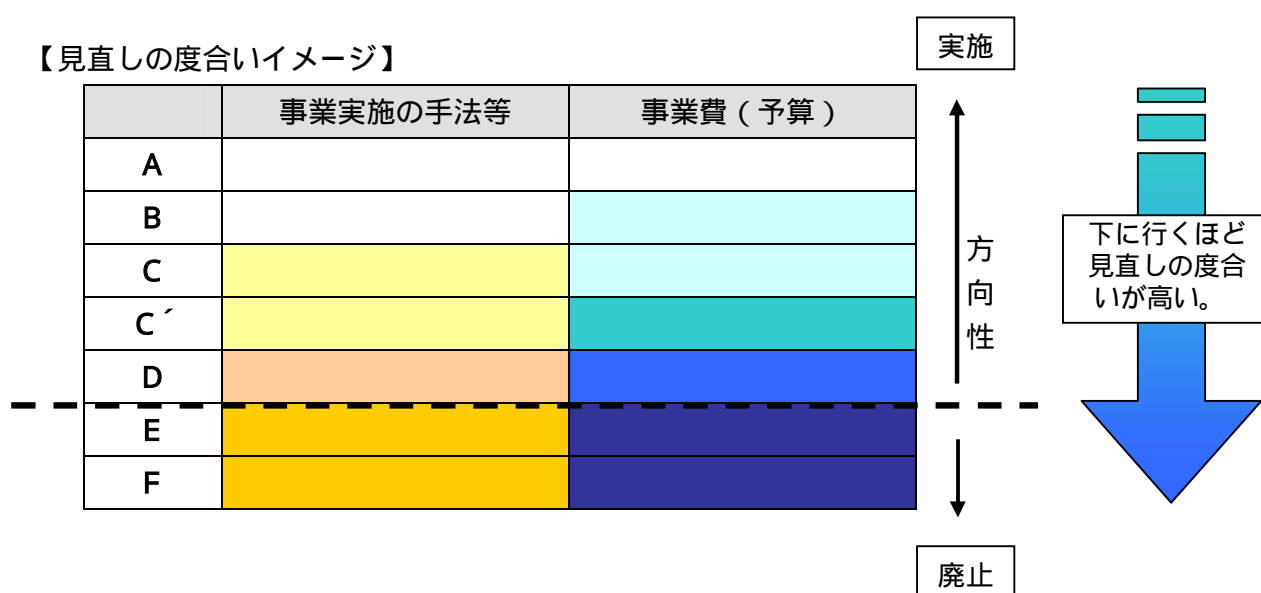 【見直しの度合いイメージ】
実施
事業実施の手法等 事業費（予算）
A
B
C
C´
D
E
F
方
向
性
廃止
下に行くほど
見直しの度合
いが高い。